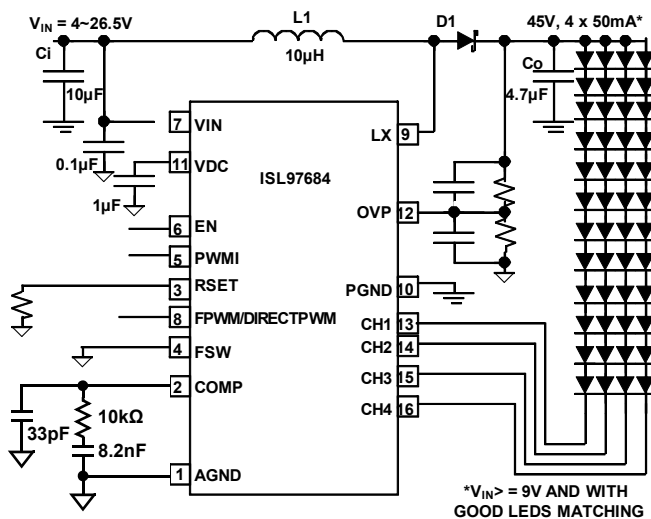 V_IN = 4~26.5V
L1
D1
45V, 4 x 50mA*
Ci
10µH
Co
10µF
4.7µF
7 VIN
LX 9
0.1µF
11 VDC
ISL97684
1µF
OVP 12
6 EN
5 PWMI
3 RSET
PGND 10
8 FPWM/DIRECTPWM
CH1 13
4 FSW
CH2 14
2 COMP
CH3 15
CH4 16
10kΩ
33pF
8.2nF
1 AGND
*V_IN> = 9V AND WITH
GOOD LEDS MATCHING